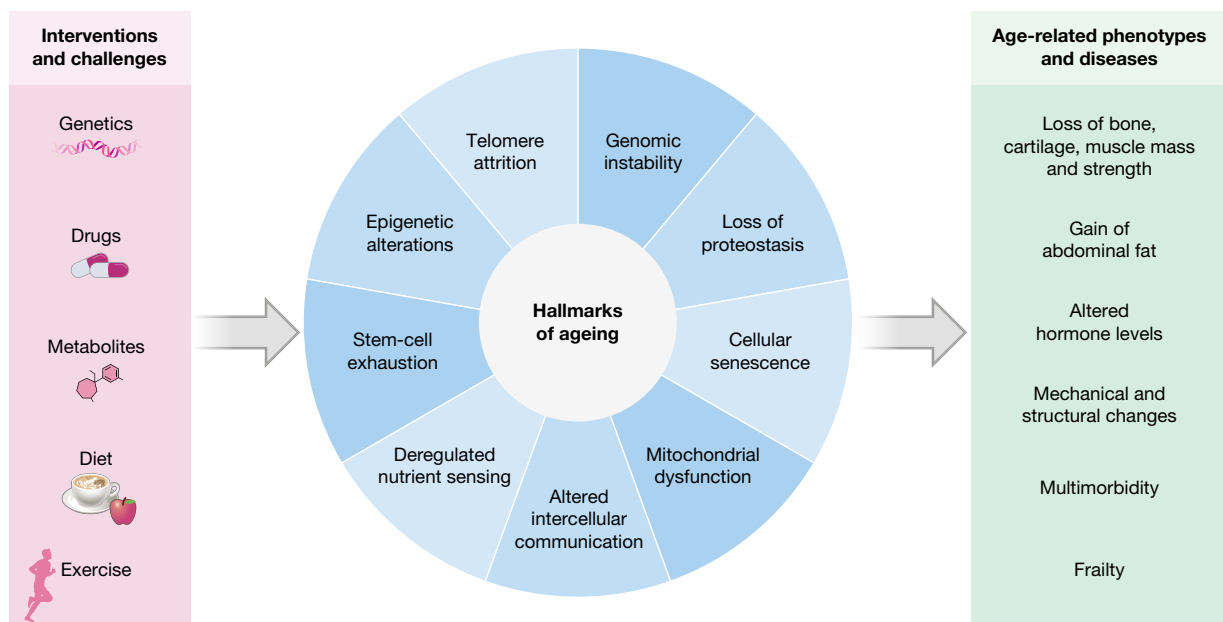 Interventions
and challenges
Genetics
Drugs
Metabolites
Diet
Exercise
Telomere
attrition
Genomic
instability
Loss of
proteostasis
Cellular
senescence
Mitochondrial
dysfunction
Altered
intercellular
communication
Deregulated
nutrient sensing
Stem-cell
exhaustion
Epigenetic
alterations
Hallmarks
of ageing
Age-related phenotypes
and diseases
Loss of bone,
cartilage, muscle mass
and strength
Gain of
abdominal fat
Altered
hormone levels
Mechanical and
structural changes
Multimorbidity
Frailty